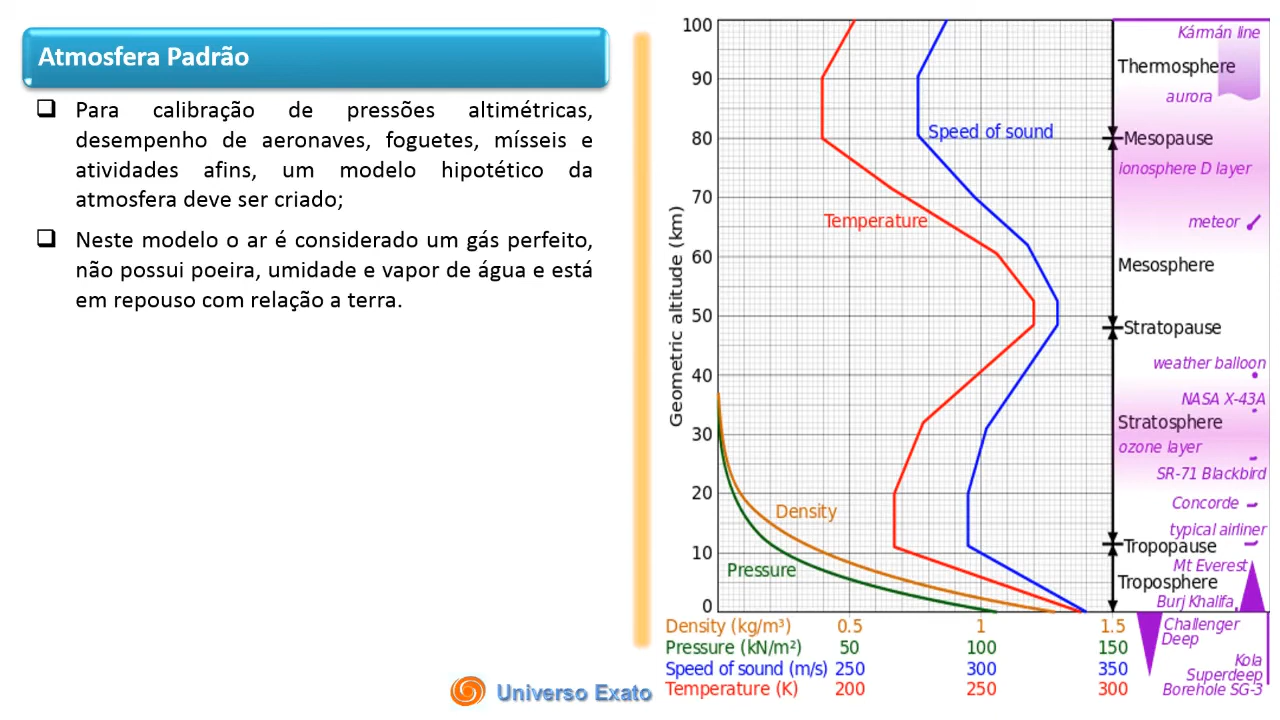 Atmosfera Padrão
❑ Para calibração de pressões altimétricas,
desempenho de aeronaves, foguetes, mísseis e
atividades afins, um modelo hipotético da
atmosfera deve ser criado;
❑ Neste modelo o ar é considerado um gás perfeito,
não possui poeira, umidade e vapor de água e está
em repouso com relação a terra.
Universo Exato
Geometric altitude (km)
100
90
80
70
60
50
40
30
20
10
0
Speed of sound
Temperature
Density
Pressure
Kármán line
Thermosphere
aurora
Mesopause
ionosphere D layer
meteor
Mesosphere
Stratopause
weather balloon
NASA X-43A
Stratosphere
ozone layer
SR-71 Blackbird
Concorde
typical airliner
Tropopause
Mt Everest
Troposphere
Burj Khalifa
Challenger
Deep
Kola
Superdeep
Borehole SG-3
Density (kg/m³) 0.5 1 1.5
Pressure (kN/m²) 50 100 150
Speed of sound (m/s) 250 300 350
Temperature (K) 200 250 300